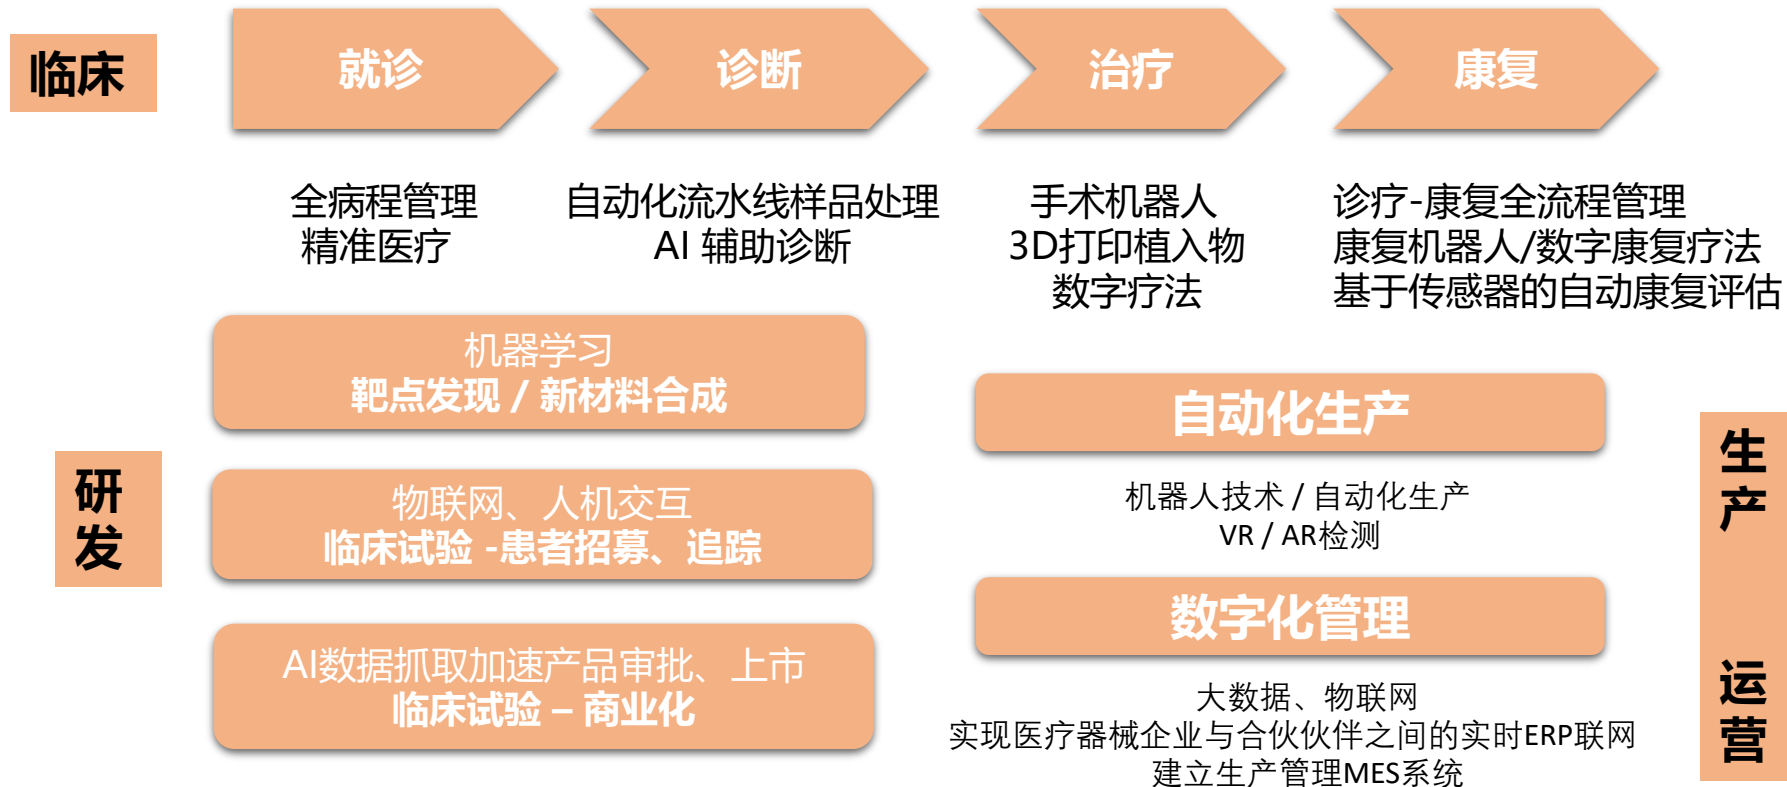 临床
就诊
诊断
治疗
康复
全病程管理
精准医疗
自动化流水线样品处理
AI 辅助诊断
手术机器人
3D打印植入物
数字疗法
诊疗-康复全流程管理
康复机器人/数字康复疗法
基于传感器的自动康复评估
研
发
机器学习
靶点发现 / 新材料合成
物联网、人机交互
临床试验 -患者招募、追踪
AI数据抓取加速产品审批、上市
临床试验 – 商业化
自动化生产
机器人技术 / 自动化生产
VR / AR检测
数字化管理
大数据、物联网
实现医疗器械企业与合伙伙伴之间的实时ERP联网
建立生产管理MES系统
生
产
运
营